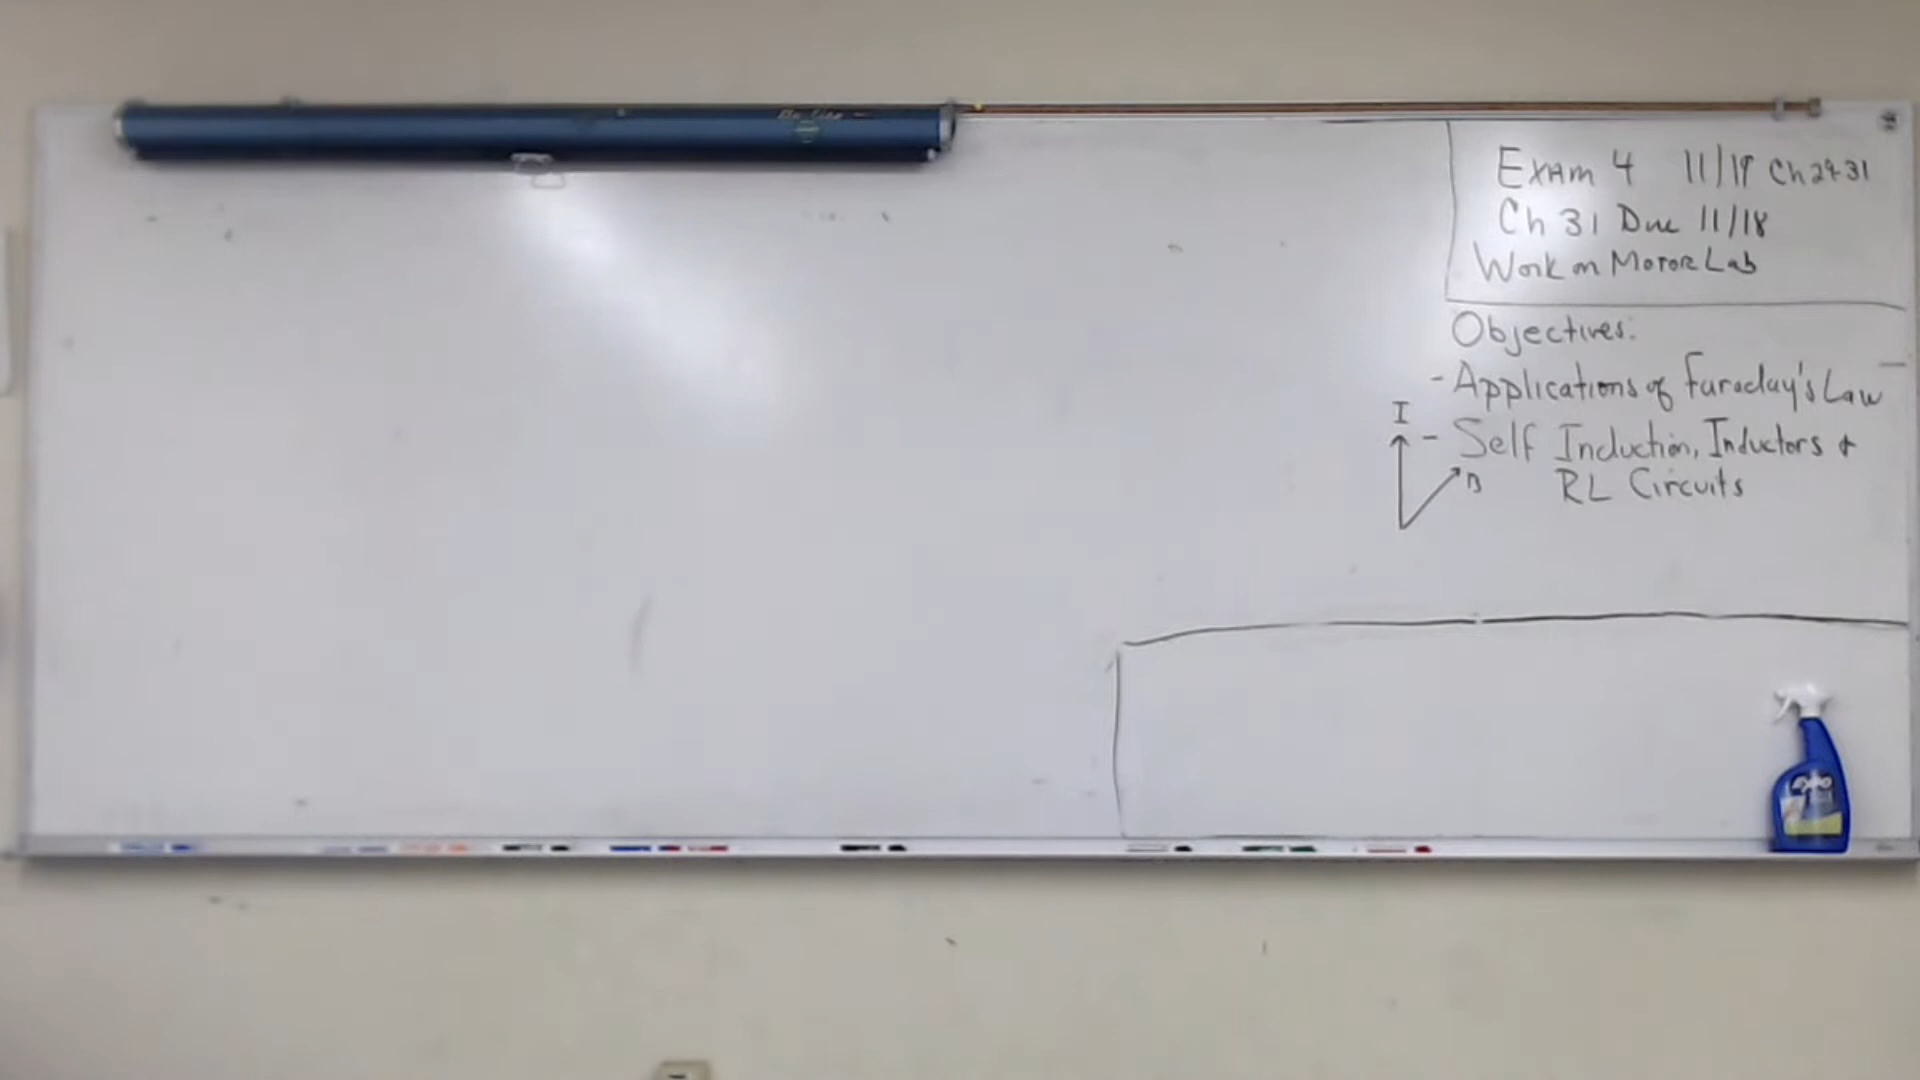 Exam 4 11/19 Ch 29-31
Ch 31 Due 11/18
Work on Motor Lab
Objectives:
- Applications of Faraday's Law
I
- Self Induction, Inductors &
B
RL Circuits
expo